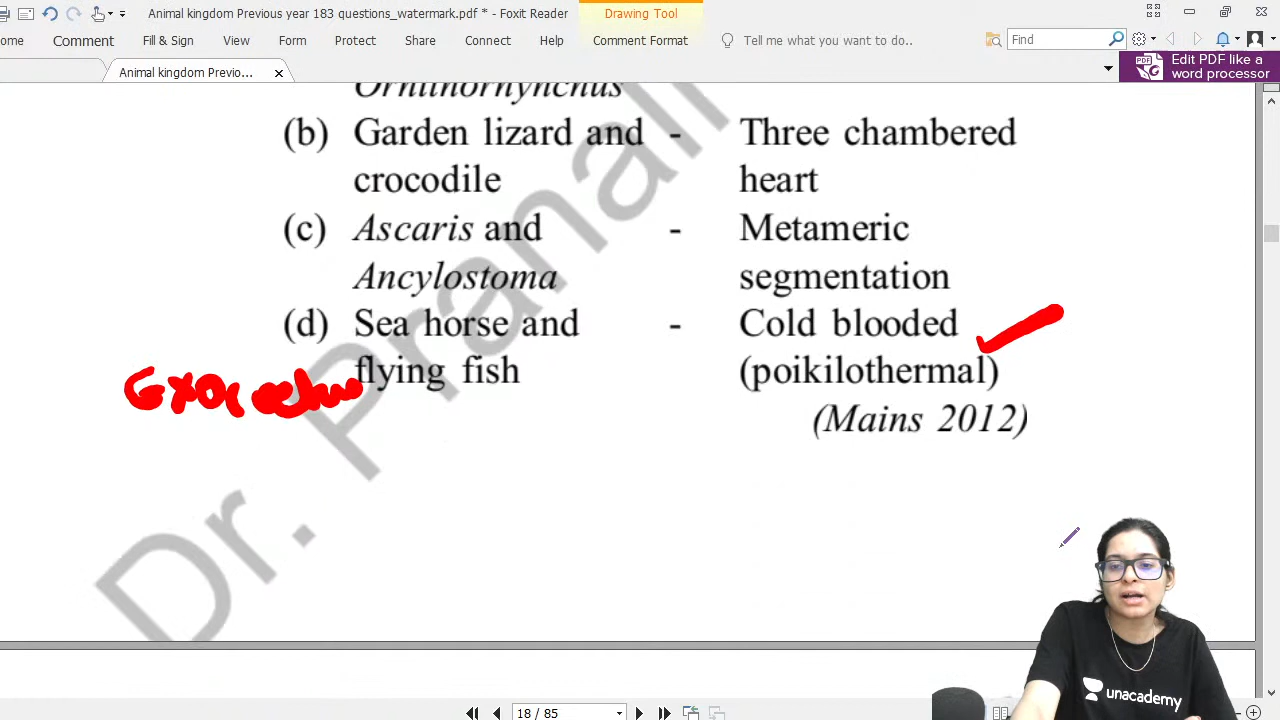 Animal kingdom Previous year 183 questions_watermark.pdf * - Foxit Reader
Drawing Tool
ome Comment Fill & Sign View Form Protect Share Connect Help Comment Format Tell me what you want to do.. Find
Animal kingdom Previo... Edit PDF like a
word processor
Ornithorhynchus
(b) Garden lizard and - Three chambered
crocodile heart
(c) Ascaris and - Metameric
Ancylostoma segmentation
(d) Sea horse and - Cold blooded
flying fish (poikilothermal)
(Mains 2012)
Dr. Pranali
unacademy
18 / 85